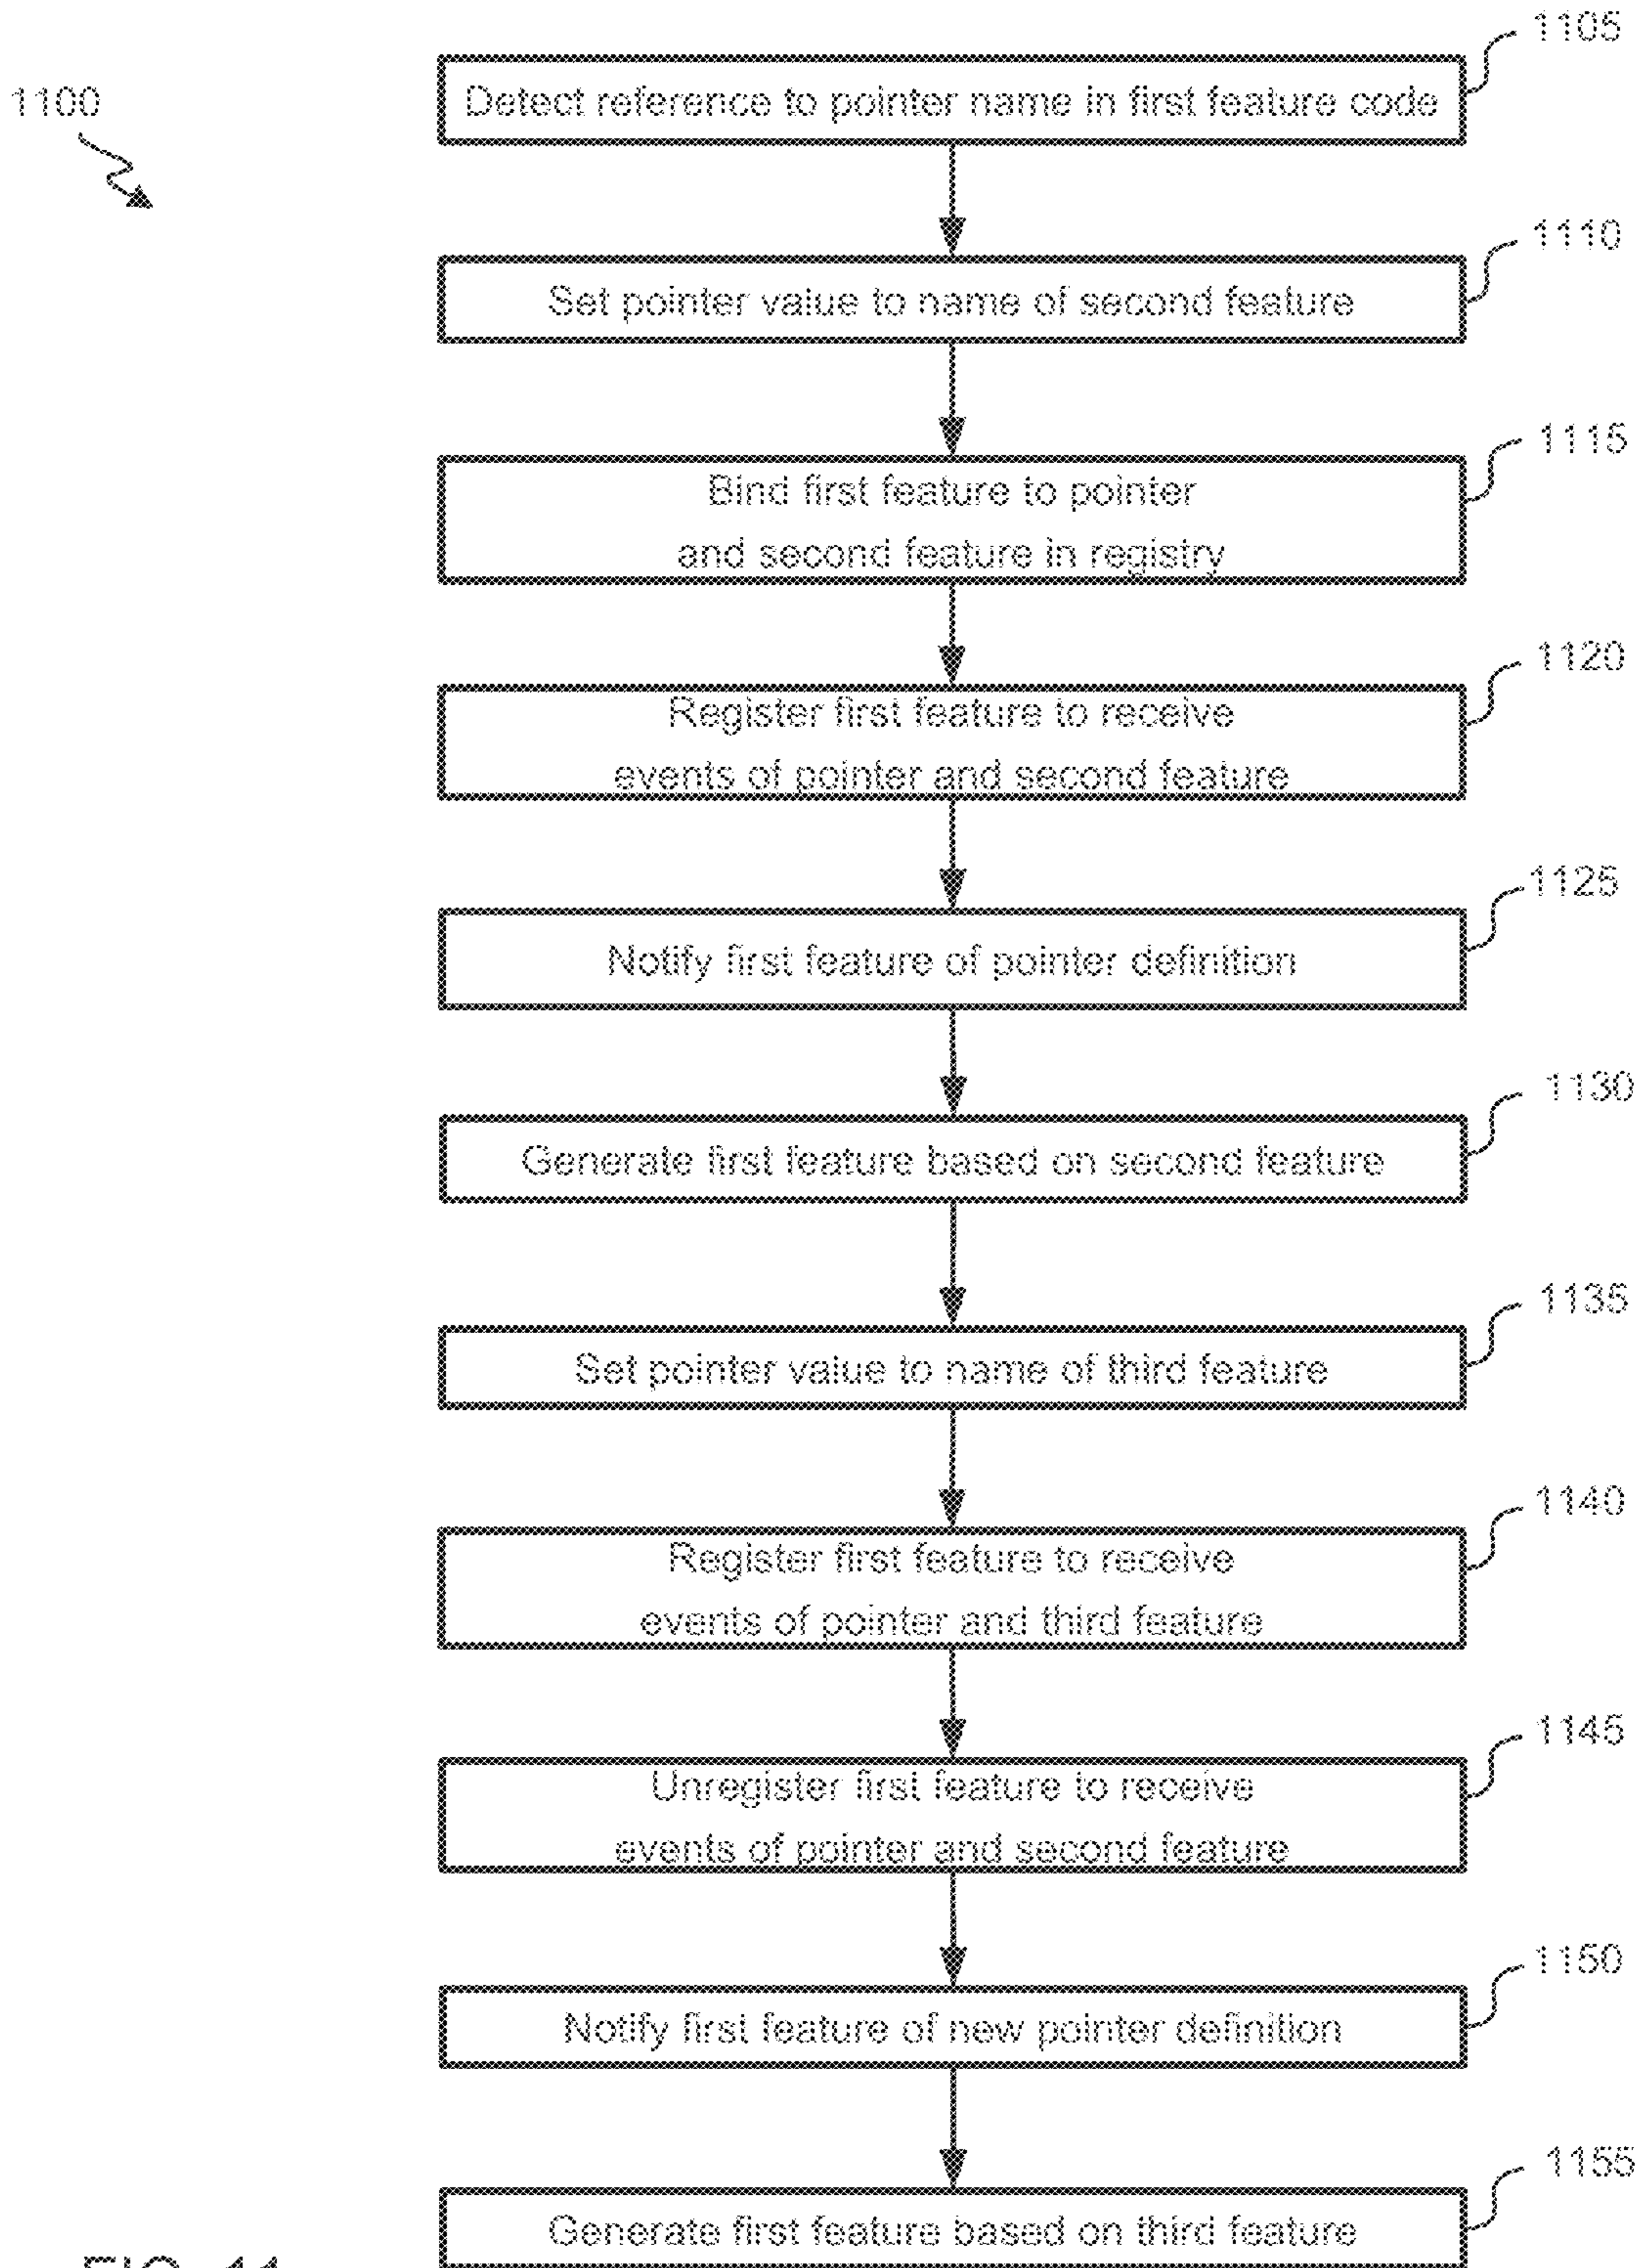 1100
1105
Detect reference to pointer name in first feature code
1110
Set pointer value to name of second feature
1115
Bind first feature to pointer
and second feature in registry
1120
Register first feature to receive
events of pointer and second feature
1125
Notify first feature of pointer definition
1130
Generate first feature based on second feature
1135
Set pointer value to name of third feature
1140
Register first feature to receive
events of pointer and third feature
1145
Unregister first feature to receive
events of pointer and second feature
1150
Notify first feature of new pointer definition
1155
Generate first feature based on third feature
FIG. 11